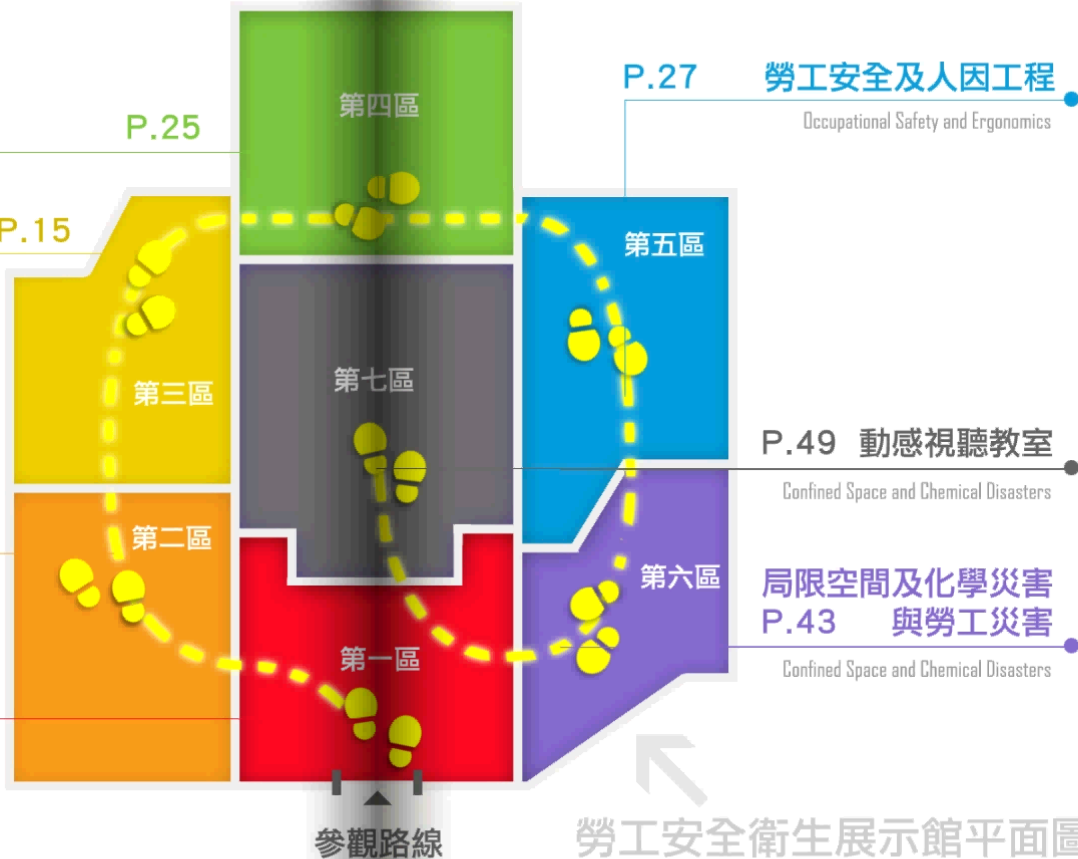 P.27 勞工安全及人因工程
Occupational Safety and Ergonomics
第四區
P.25
P.15
第五區
第七區
第三區
P.49 動感視聽教室
Confined Space and Chemical Disasters
第二區
第六區
局限空間及化學災害
P.43 與勞工災害
Confined Space and Chemical Disasters
第一區
參觀路線
勞工安全衛生展示館平面圖